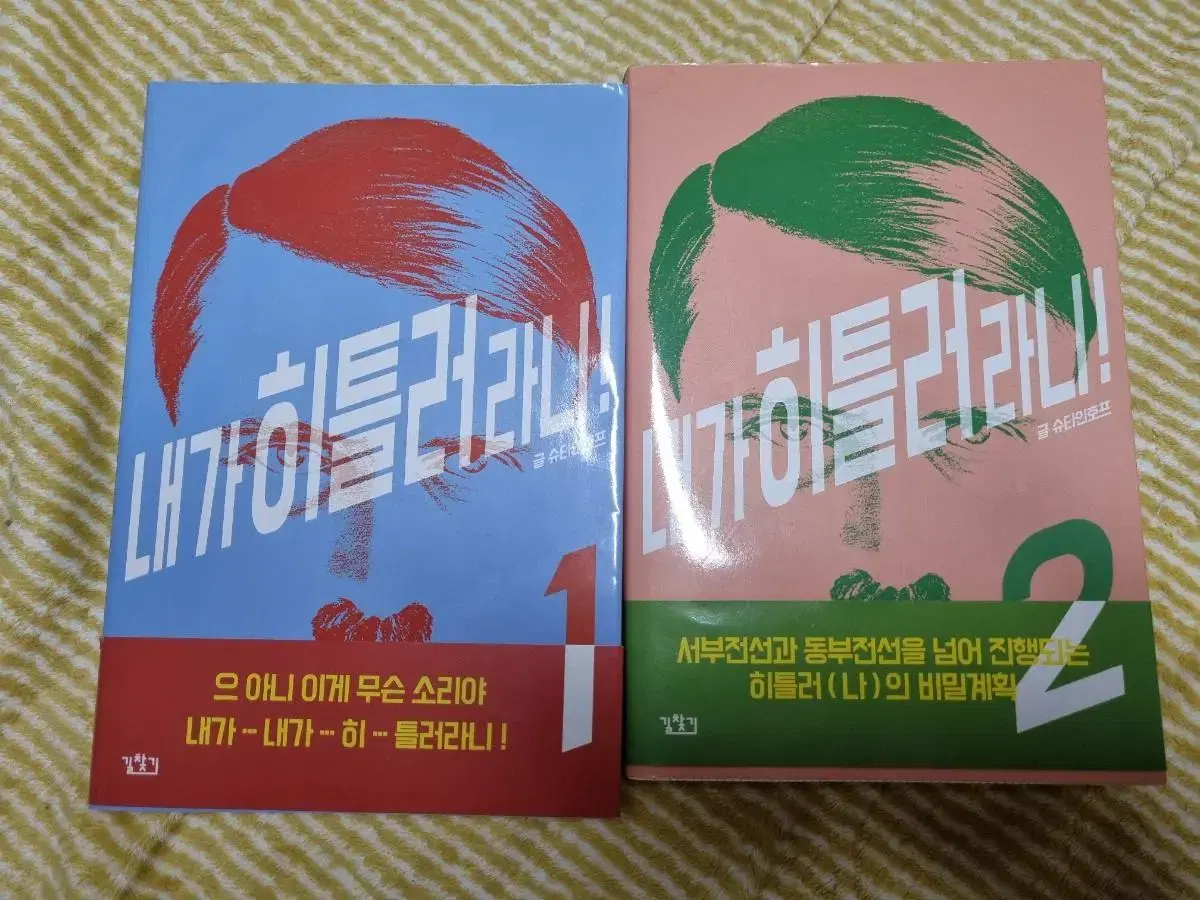 내가 히틀러라니!
글 슈타인호프
1
으 아니 이게 무슨 소리야
내가 … 내가 … 히 … 틀러라니 !
길찾기
내가 히틀러라니!
글 슈타인호프
2
서부전선과 동부전선을 넘어 진행되는
히틀러 ( 나 ) 의 비밀계획
길찾기